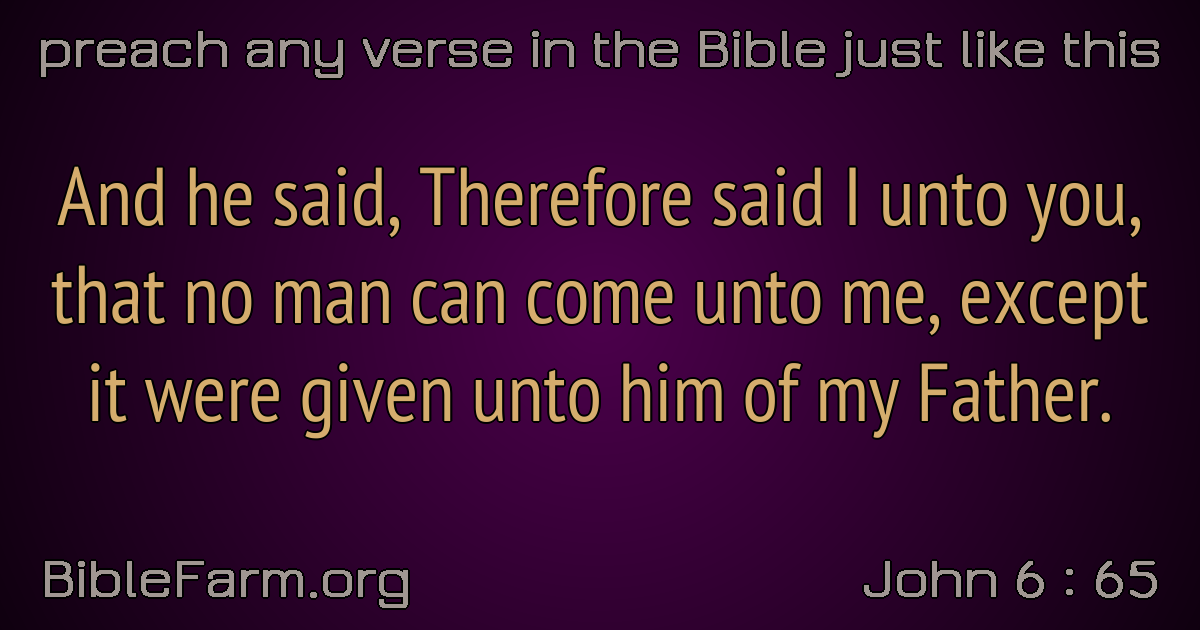 preach any verse in the Bible just like this
And he said, Therefore said I unto you,
that no man can come unto me, except
it were given unto him of my Father.
BibleFarm.org
John 6 : 65